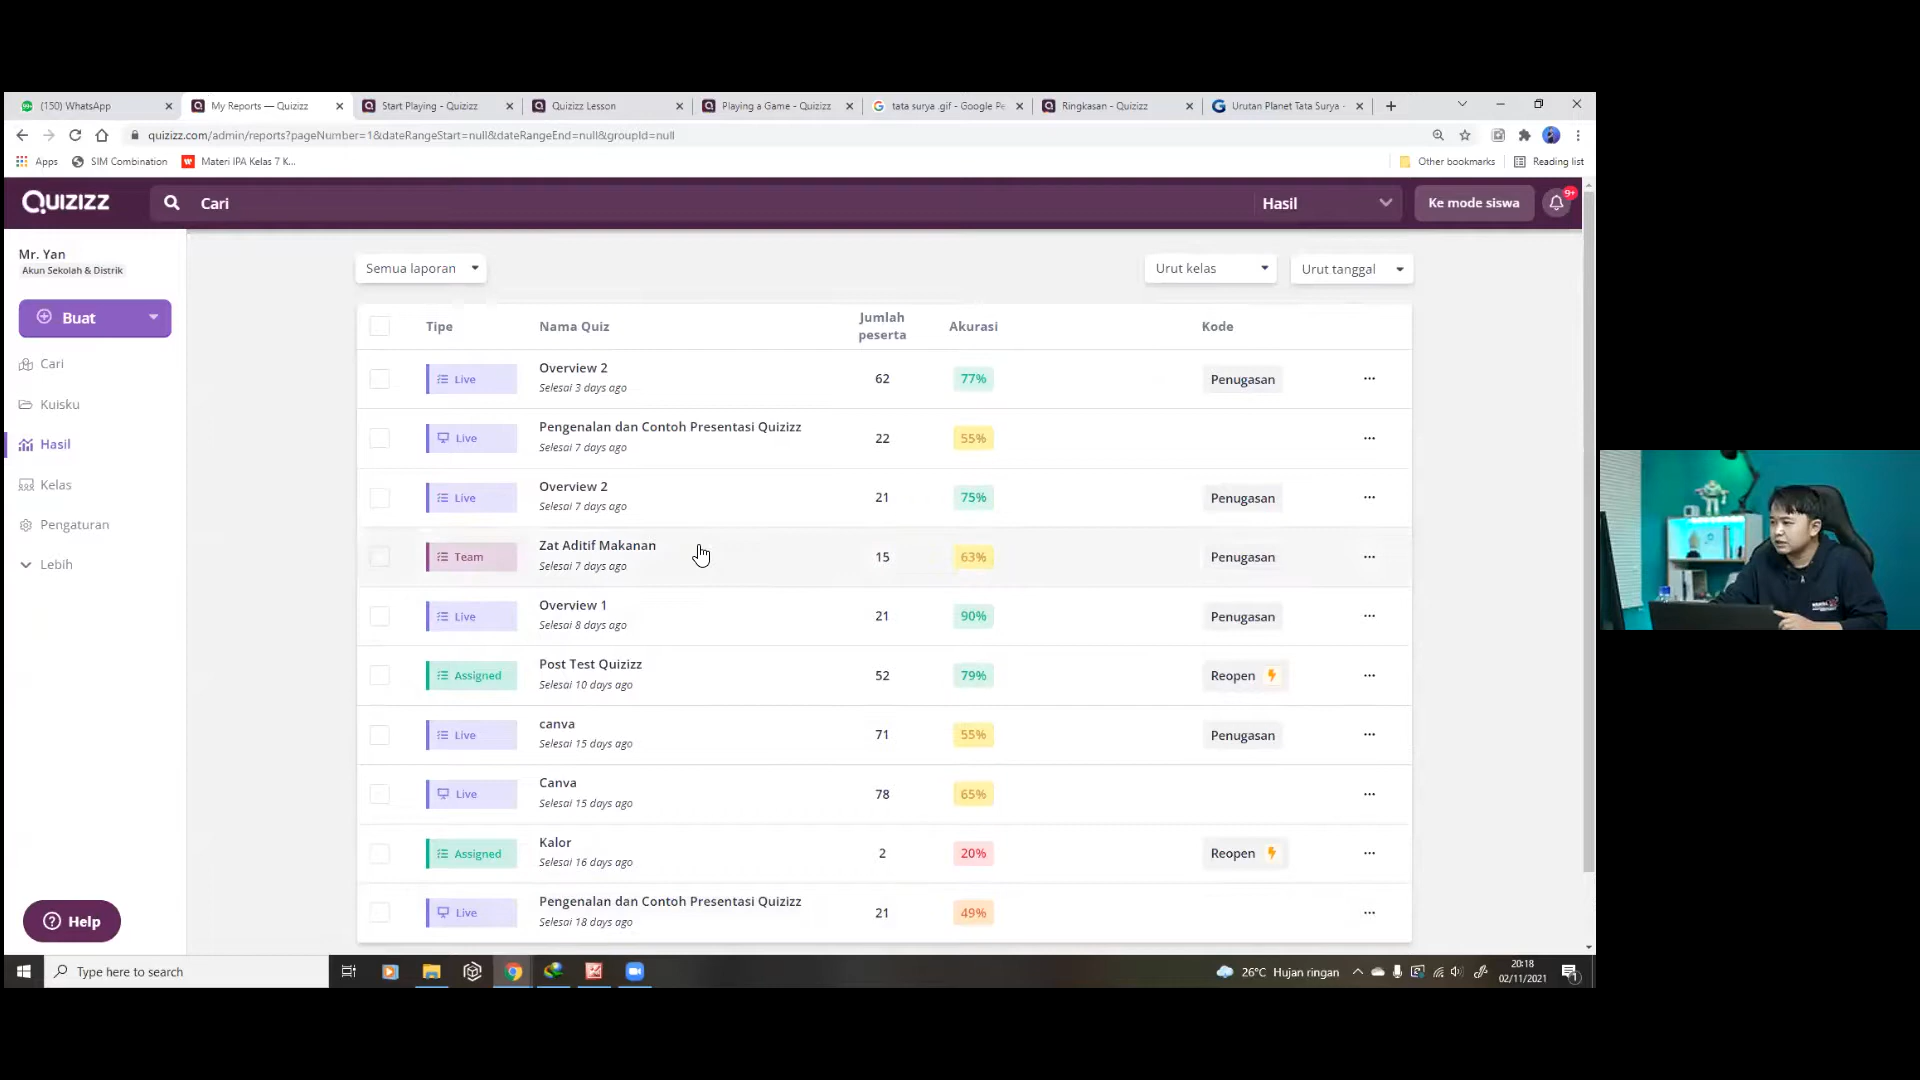 (150) WhatsApp
My Reports — Quizizz
Start Playing - Quizizz
Quizizz Lesson
Playing a Game - Quizizz
tata surya .gif - Google Pe
Ringkasan - Quizizz
Urutan Planet Tata Surya -
quizizz.com/admin/reports?pageNumber=1&dateRangeStart=null&dateRangeEnd=null&groupId=null
Apps
SIM Combination
Materi IPA Kelas 7 K...
Other bookmarks
Reading list
QUIZIZZ
Cari
Hasil
Ke mode siswa
9+
Mr. Yan
Akun Sekolah & Distrik
Buat
Cari
Kuisku
Hasil
Kelas
Pengaturan
Lebih
Help
Semua laporan
Urut kelas
Urut tanggal
Tipe Nama Quiz Jumlah peserta Akurasi Kode
Live Overview 2 62 77% Penugasan
Selesai 3 days ago
Live Pengenalan dan Contoh Presentasi Quizizz 22 55%
Selesai 7 days ago
Live Overview 2 21 75% Penugasan
Selesai 7 days ago
Team Zat Aditif Makanan 15 63% Penugasan
Selesai 7 days ago
Live Overview 1 21 90% Penugasan
Selesai 8 days ago
Assigned Post Test Quizizz 52 79% Reopen
Selesai 10 days ago
Live canva 71 55% Penugasan
Selesai 15 days ago
Live Canva 78 65%
Selesai 15 days ago
Assigned Kalor 2 20% Reopen
Selesai 16 days ago
Live Pengenalan dan Contoh Presentasi Quizizz 21 49%
Selesai 18 days ago
Type here to search
26°C Hujan ringan
20:18
02/11/2021
1